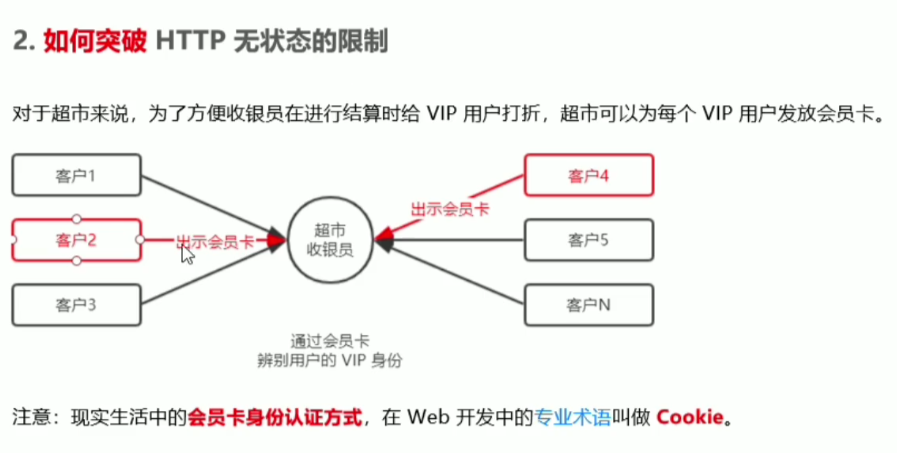 2. 如何突破 HTTP 无状态的限制
对于超市来说，为了方便收银员在进行结算时给 VIP 用户打折，超市可以为每个 VIP 用户发放会员卡。
客户1
客户2
客户3
出示会员卡
超市
收银员
出示会员卡
客户4
客户5
客户N
通过会员卡
辨别用户的 VIP 身份
注意：现实生活中的会员卡身份认证方式，在 Web 开发中的专业术语叫做 Cookie。